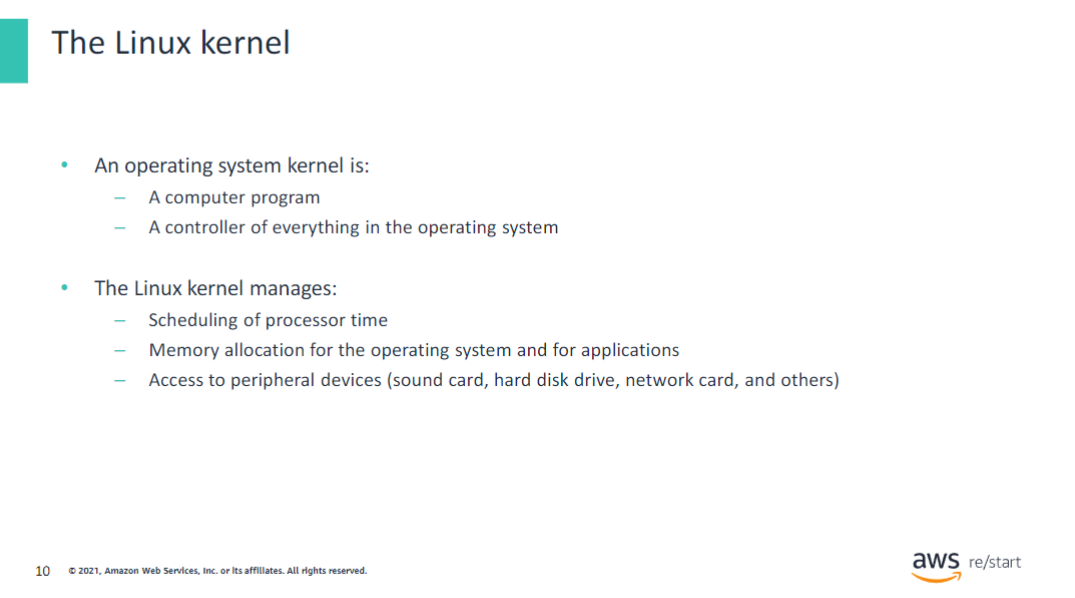 The Linux kernel
• An operating system kernel is:
– A computer program
– A controller of everything in the operating system
• The Linux kernel manages:
– Scheduling of processor time
– Memory allocation for the operating system and for applications
– Access to peripheral devices (sound card, hard disk drive, network card, and others)
10 © 2021, Amazon Web Services, Inc. or its affiliates. All rights reserved.
aws re/start